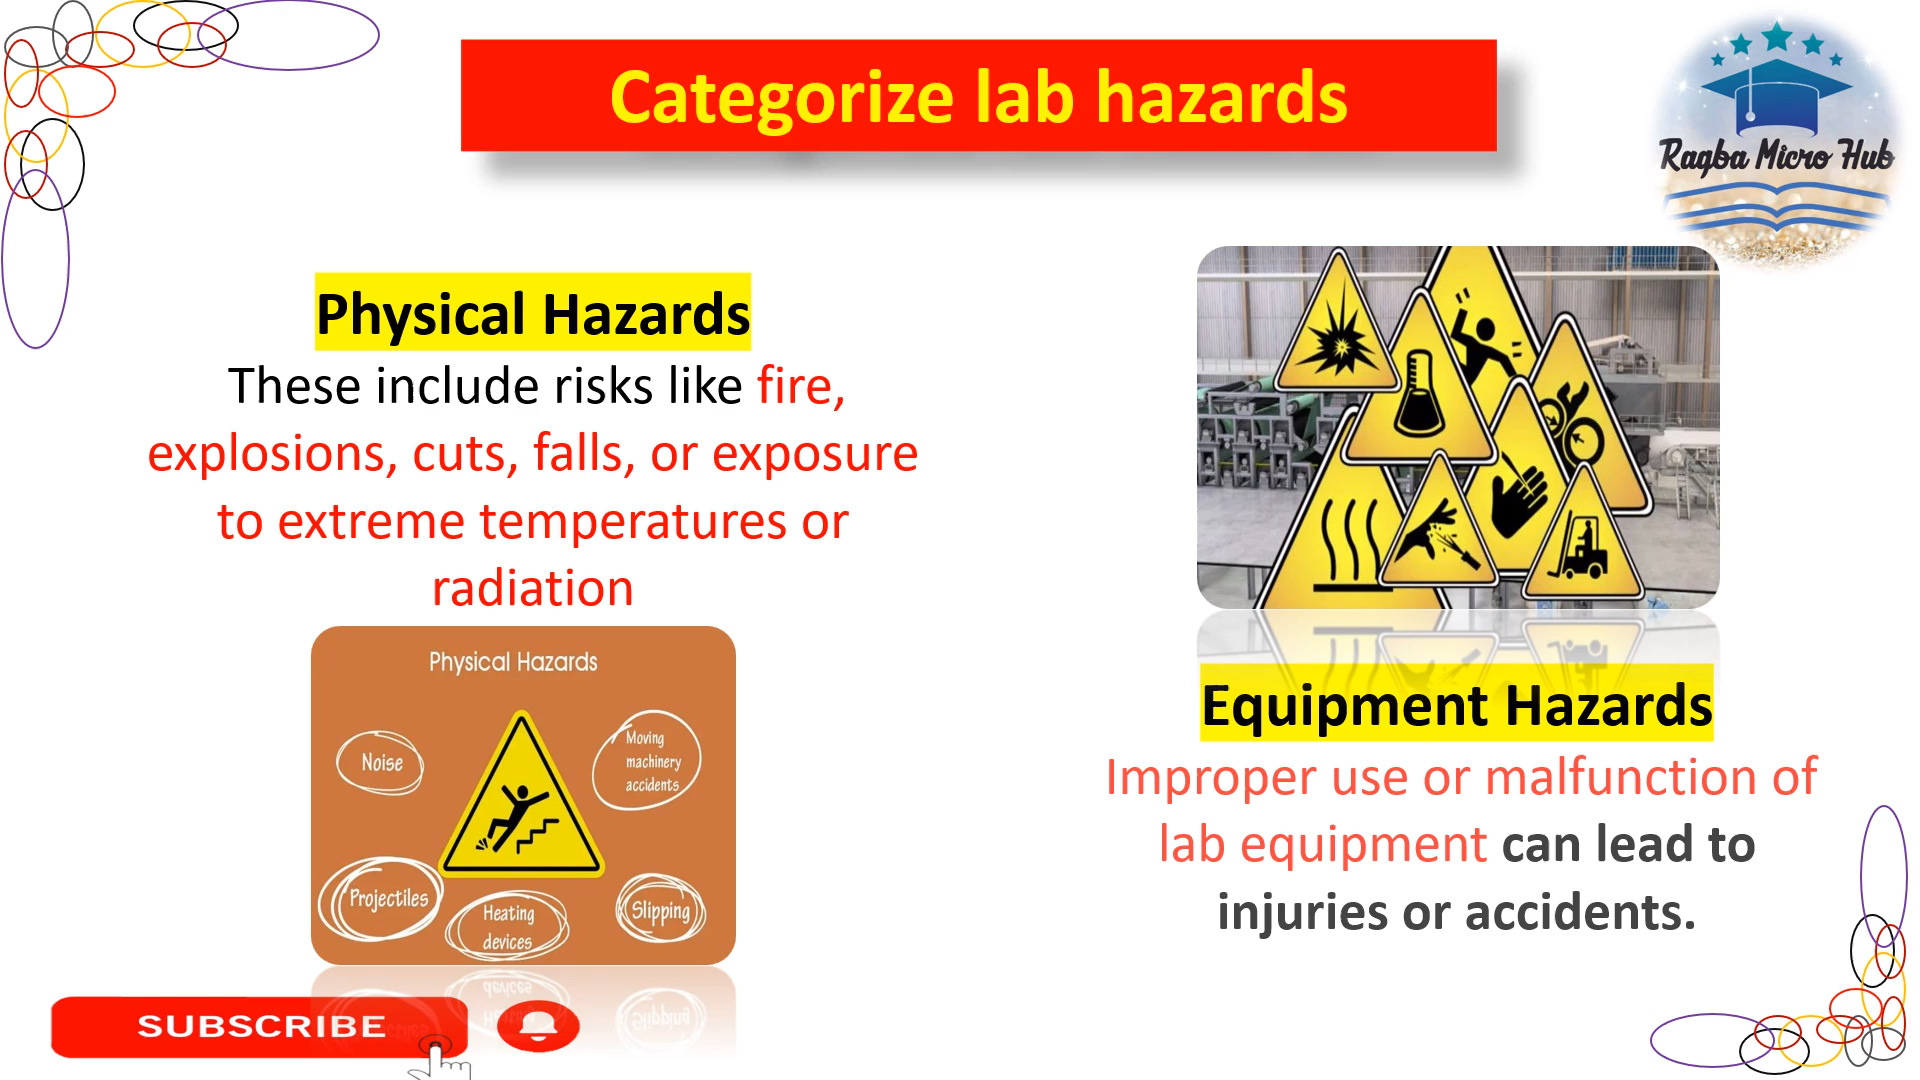 Categorize lab hazards
Ragba Micro Hub
Physical Hazards
These include risks like fire,
explosions, cuts, falls, or exposure
to extreme temperatures or
radiation
Physical Hazards
Noise
Moving
machinery
accidents
Projectiles
Heating
devices
Slipping
SUBSCRIBE
Equipment Hazards
Improper use or malfunction of
lab equipment can lead to
injuries or accidents.